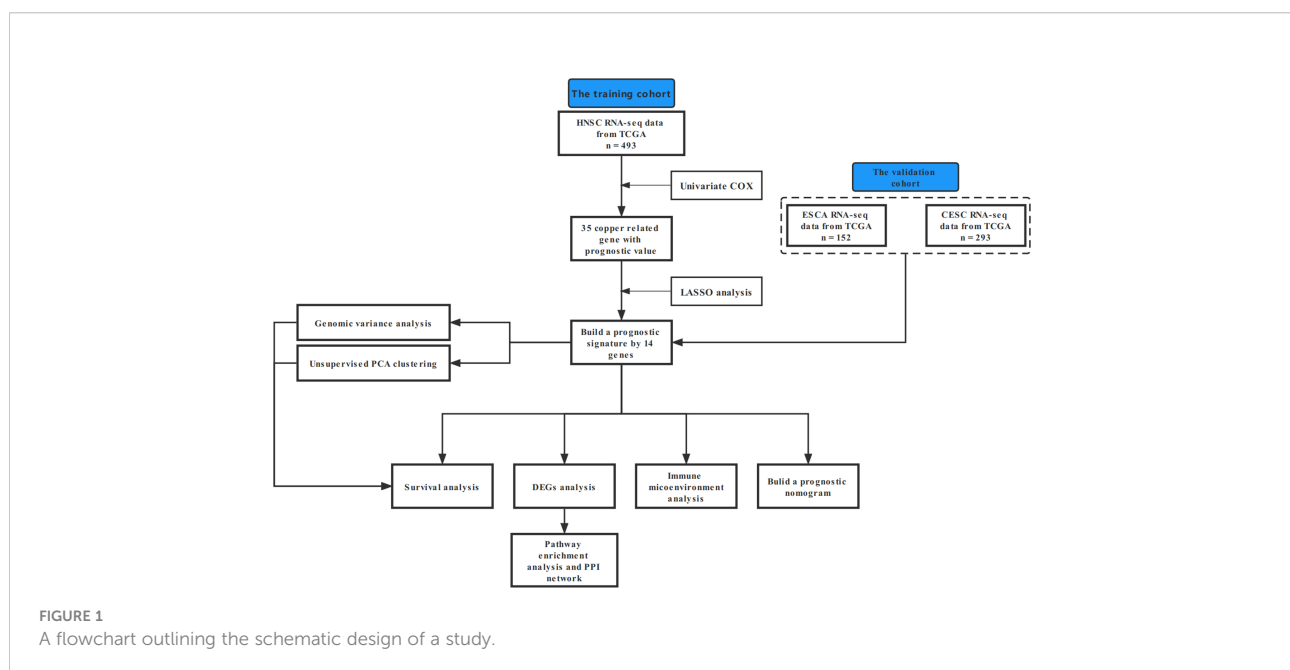 The training cohort
HNSC RNA-seq data
from TCGA
n = 493
Univariate COX
The validation
cohort
ESCA RNA-seq
data from TCGA
n = 152
CESC RNA-seq
data from TCGA
n = 293
35 copper related
gene with
prognostic value
LASSO analysis
Genomic variance analysis
Build a prognostic
signature by 14
genes
Unsupervised PCA clustering
Survival analysis
DEGs analysis
Immune
micoenvironment
analysis
Bulid a prognostic
nomogram
Pathway
enrichment
analysis and PPI
network
FIGURE 1
A flowchart outlining the schematic design of a study.